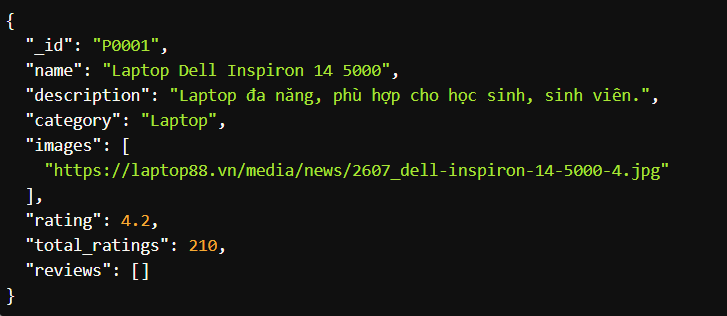 {
"_id": "P0001",
"name": "Laptop Dell Inspiron 14 5000",
"description": "Laptop đa năng, phù hợp cho học sinh, sinh viên.",
"category": "Laptop",
"images": [
"https://laptop88.vn/media/news/2607_dell-inspiron-14-5000-4.jpg"
],
"rating": 4.2,
"total_ratings": 210,
"reviews": []
}